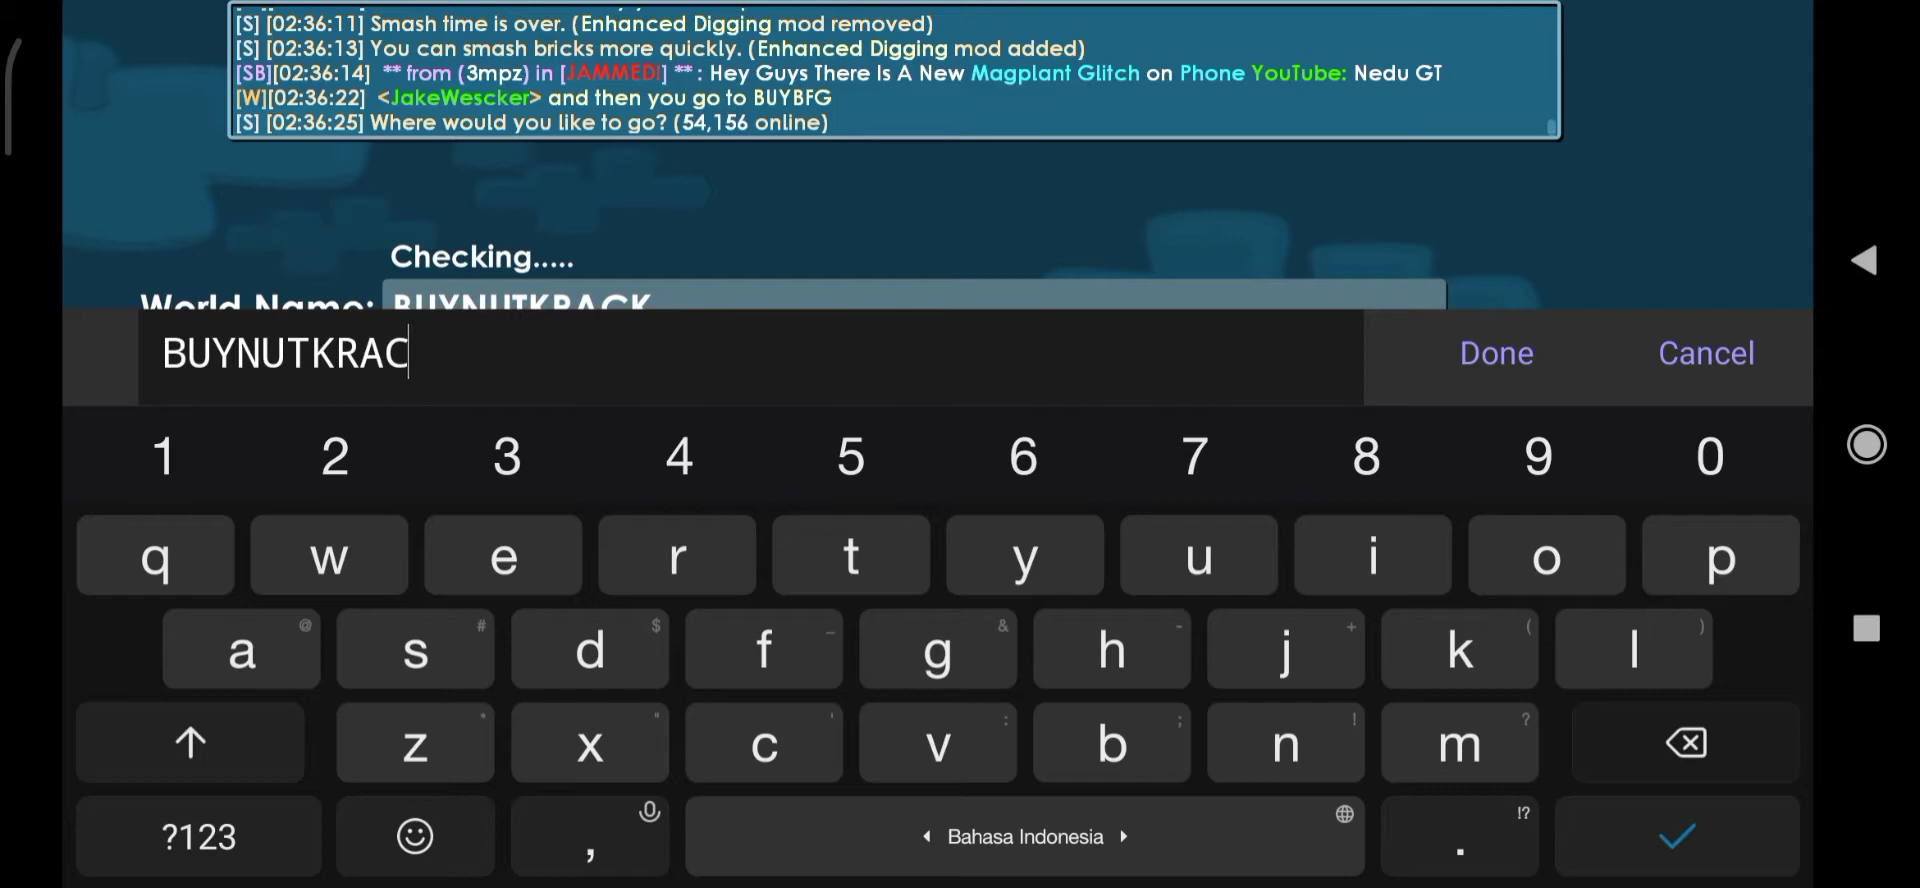 [S] [02:36:11] Smash time is over. (Enhanced Digging mod removed)
[S] [02:36:13] You can smash bricks more quickly. (Enhanced Digging mod added)
[SB][02:36:14] ** from (3mpz) in [JAMMED!] ** : Hey Guys There Is A New Magplant Glitch on Phone YouTube: Nedu GT
[W][02:36:22] <JakeWescker> and then you go to BUYBFG
[S] [02:36:25] Where would you like to go? (54,156 online)
Checking.....
World Name: BUYNUTKRACK
BUYNUTKRAC Done Cancel
1 2 3 4 5 6 7 8 9 0
q w e r t y u i o p
@ # $ _ & - + ( )
a s d f g h j k l
* " ' : ; ! ?
z x c v b n m
!?
?123 , Bahasa Indonesia .